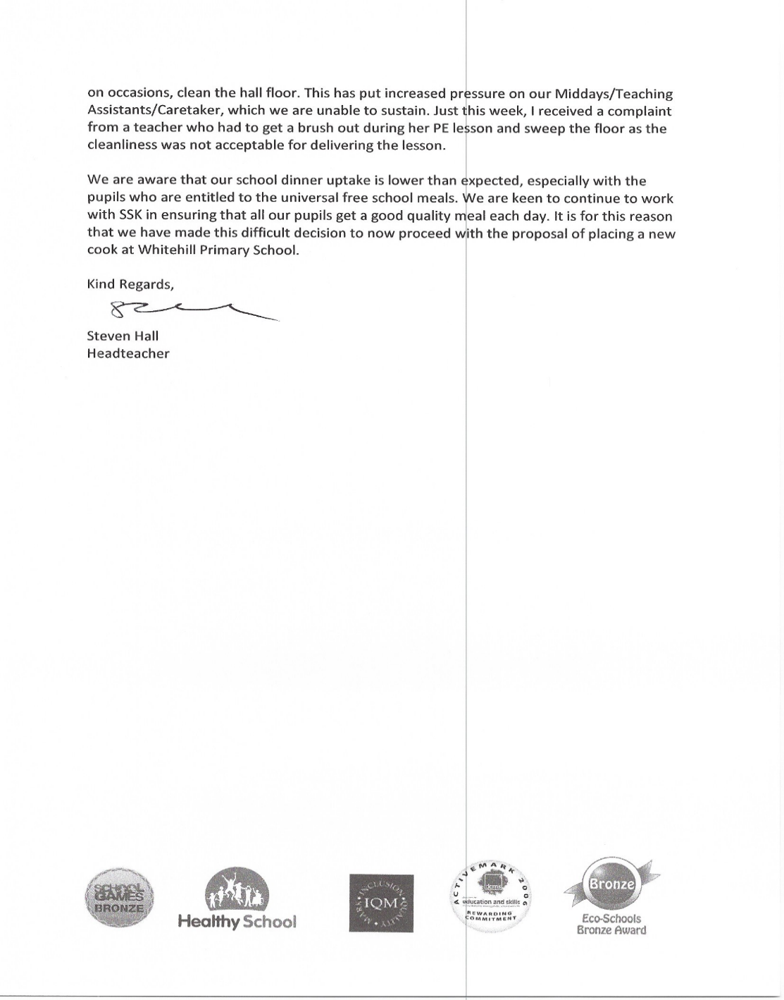 on occasions, clean the hall floor. This has put increased pressure on our Middays/Teaching
Assistants/Caretaker, which we are unable to sustain. Just this week, I received a complaint
from a teacher who had to get a brush out during her PE lesson and sweep the floor as the
cleanliness was not acceptable for delivering the lesson.
We are aware that our school dinner uptake is lower than expected, especially with the
pupils who are entitled to the universal free school meals. We are keen to continue to work
with SSK in ensuring that all our pupils get a good quality meal each day. It is for this reason
that we have made this difficult decision to now proceed with the proposal of placing a new
cook at Whitehill Primary School.
Kind Regards,
Steven Hall
Headteacher
SCHOOL
GAMES
BRONZE
Healthy School
INCLUSION QUALITY MARK
IQM
ACTIVEMARK 2006
dcms
education and skills
REWARDING
COMMITMENT
Bronze
Eco-Schools
Bronze Award